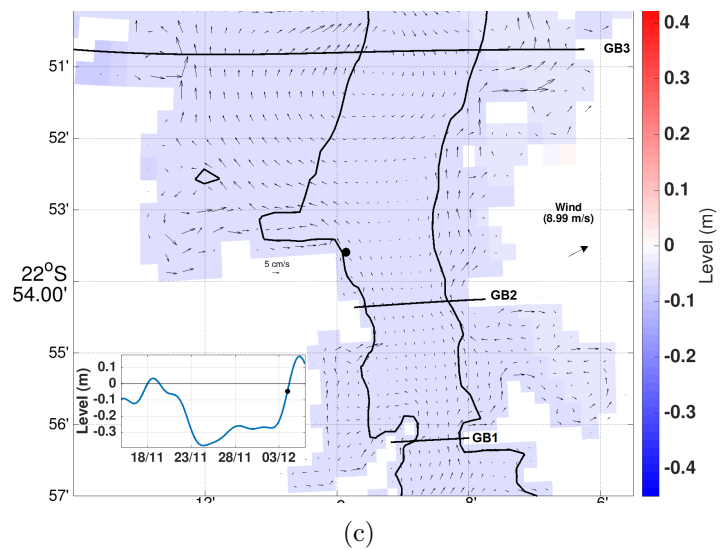 GB3
51'
52'
53'
22°S
54.00'
55'
56'
57'
Wind
(8.99 m/s)
5 cm/s
GB2
GB1
Level (m)
0.1
0
-0.1
-0.2
-0.3
18/11
23/11
28/11
03/12
8'
6'
0.4
0.3
0.2
0.1
0
-0.1
-0.2
-0.3
-0.4
Level (m)
(c)